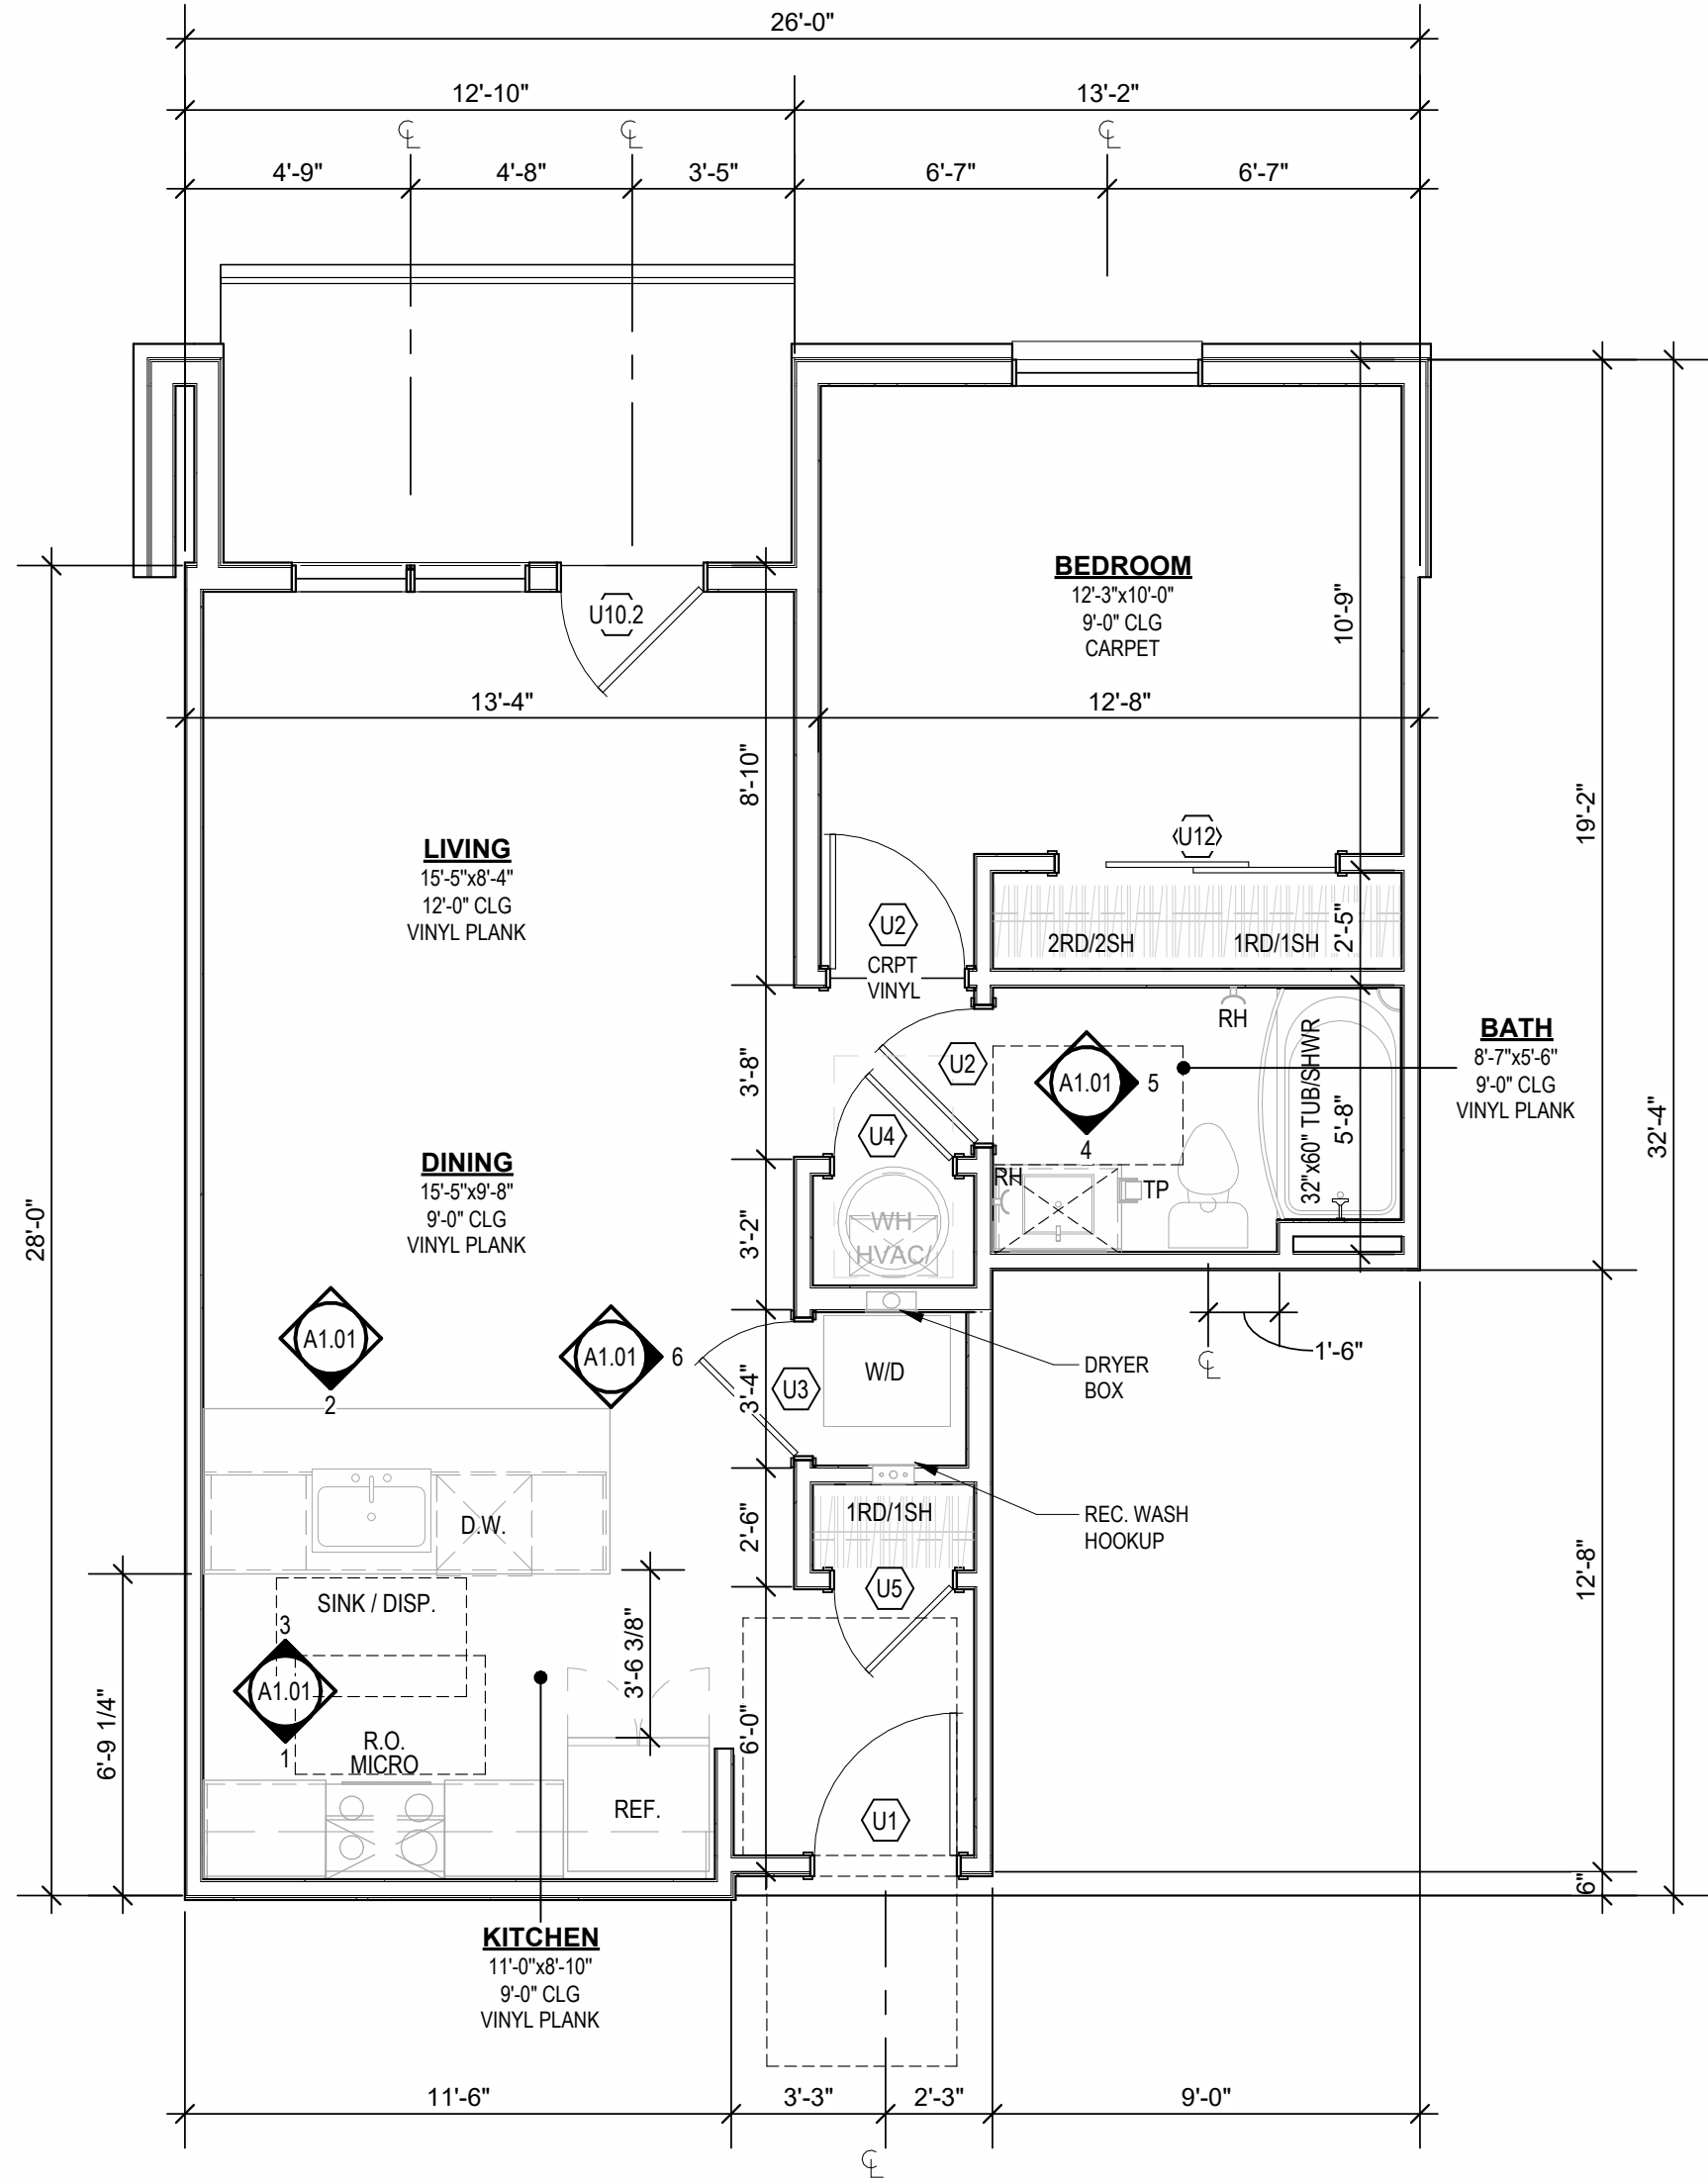 26'-0"
12'-10"
13'-2"
4'-9"
4'-8"
3'-5"
6'-7"
6'-7"
U10.2
BEDROOM
12'-3"x10'-0"
9'-0" CLG
CARPET
10'-9"
13'-4"
12'-8"
8'-10"
19'-2"
LIVING
15'-5"x8'-4"
12'-0" CLG
VINYL PLANK
U12
U2
CRPT
VINYL
2RD/2SH
1RD/1SH
2'-5"
RH
BATH
8'-7"x5'-6"
9'-0" CLG
VINYL PLANK
3'-8"
U2
A1.01
5
4
32"x60" TUB/SHWR
5'-8"
32'-4"
U4
DINING
15'-5"x9'-8"
9'-0" CLG
VINYL PLANK
RH
TP
28'-0"
3'-2"
WH
HVAC/
A1.01
2
A1.01
6
U3
3'-4"
W/D
DRYER
BOX
1'-6"
REC. WASH
HOOKUP
2'-6"
1RD/1SH
D.W.
12'-8"
SINK / DISP.
U5
3
A1.01
1
3'-6 3/8"
6'-9 1/4"
6'-0"
R.O.
MICRO
REF.
U1
6"
KITCHEN
11'-0"x8'-10"
9'-0" CLG
VINYL PLANK
11'-6"
3'-3"
2'-3"
9'-0"